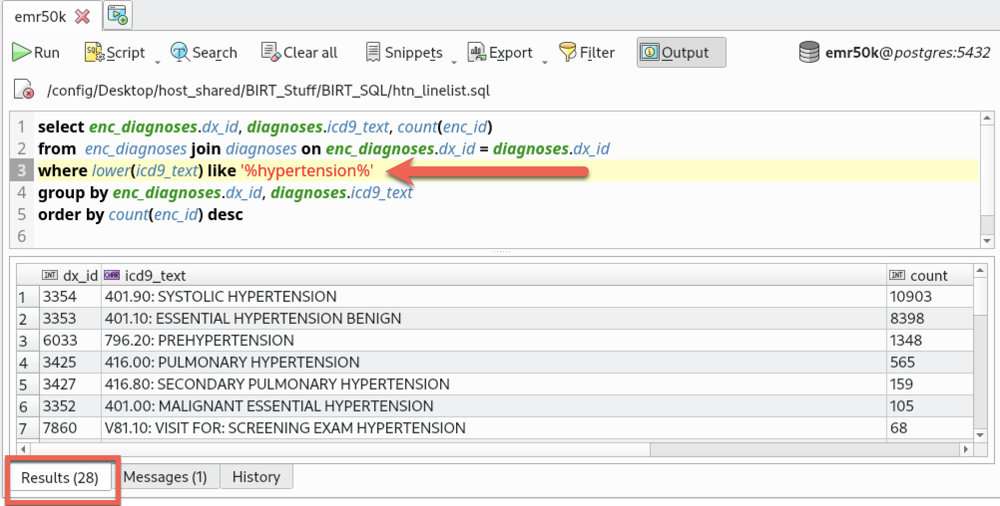 emr50k
Run Script Search Clear all Snippets Export Filter Output emr50k@postgres:5432
/config/Desktop/host_shared/BIRT_Stuff/BIRT_SQL/htn_linelist.sql
1 select enc_diagnoses.dx_id, diagnoses.icd9_text, count(enc_id)
2 from  enc_diagnoses join diagnoses on enc_diagnoses.dx_id = diagnoses.dx_id
3 where lower(icd9_text) like '%hypertension%'
4 group by enc_diagnoses.dx_id, diagnoses.icd9_text
5 order by count(enc_id) desc
6
INT dx_id CHAR icd9_text INT count
1 3354 401.90: SYSTOLIC HYPERTENSION 10903
2 3353 401.10: ESSENTIAL HYPERTENSION BENIGN 8398
3 6033 796.20: PREHYPERTENSION 1348
4 3425 416.00: PULMONARY HYPERTENSION 565
5 3427 416.80: SECONDARY PULMONARY HYPERTENSION 159
6 3352 401.00: MALIGNANT ESSENTIAL HYPERTENSION 105
7 7860 V81.10: VISIT FOR: SCREENING EXAM HYPERTENSION 68
Results (28) Messages (1) History